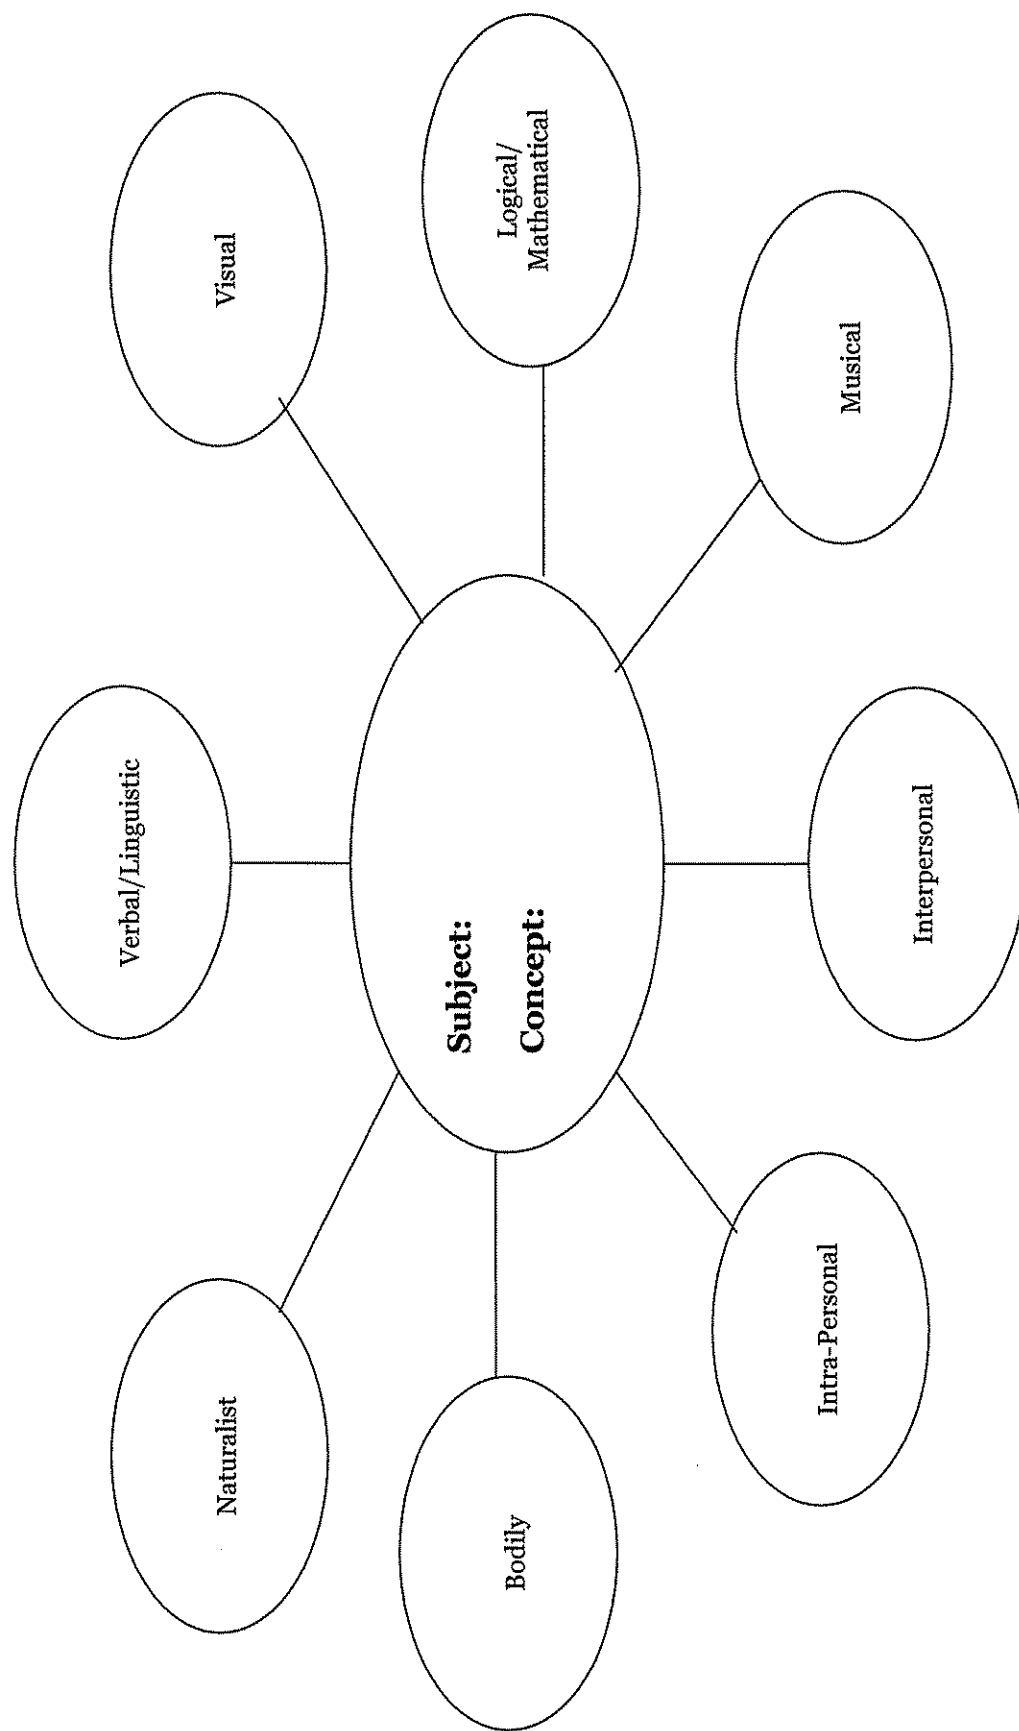 Verbal/Linguistic
Naturalist
Visual
Subject:
Concept:
Bodily
Logical/
Mathematical
Intra-Personal
Musical
Interpersonal